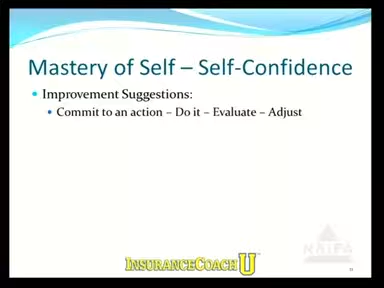 Mastery of Self – Self-Confidence
Improvement Suggestions:
Commit to an action – Do it – Evaluate – Adjust
NAIFA
INSURANCECOACH U